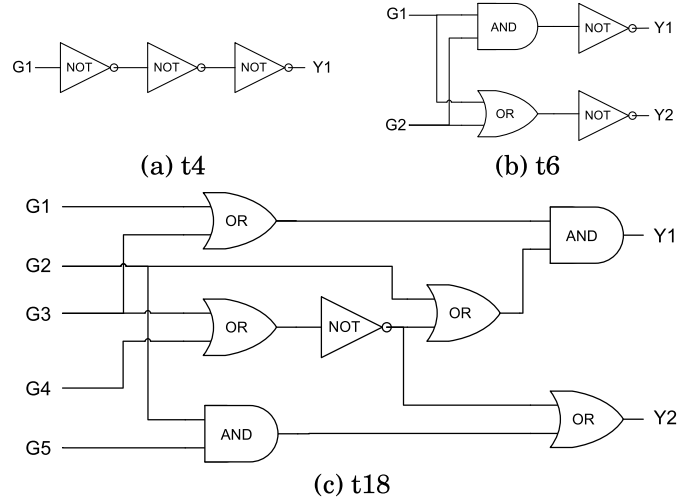 G1 NOT NOT NOT Y1
(a) t4
G1 AND NOT Y1
G2 OR NOT Y2
(b) t6
G1 OR AND Y1
G2 OR
G3 OR NOT
G4
G5 AND OR Y2
(c) t18